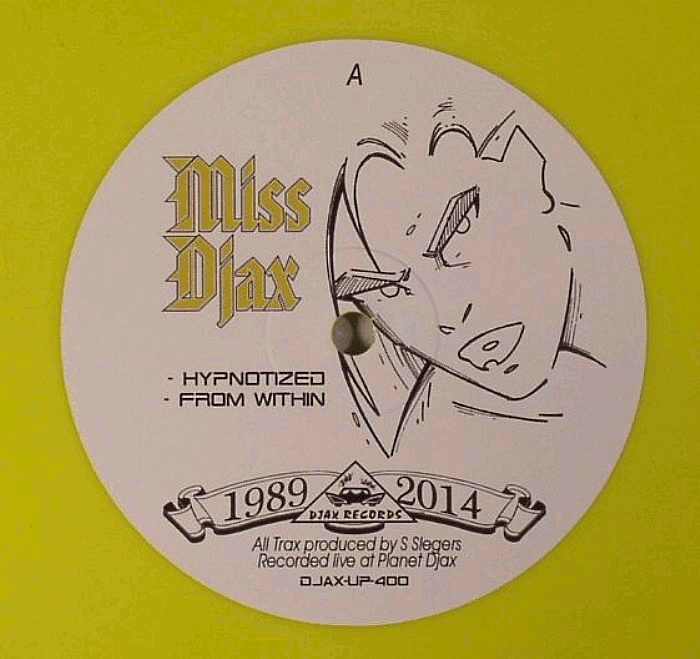 A
Miss
Djax
- HYPNOTIZED
- FROM WITHIN
1989 2014
DJAX RECORDS
All Trax produced by S Slegers
Recorded live at Planet Djax
DJAX-UP-400